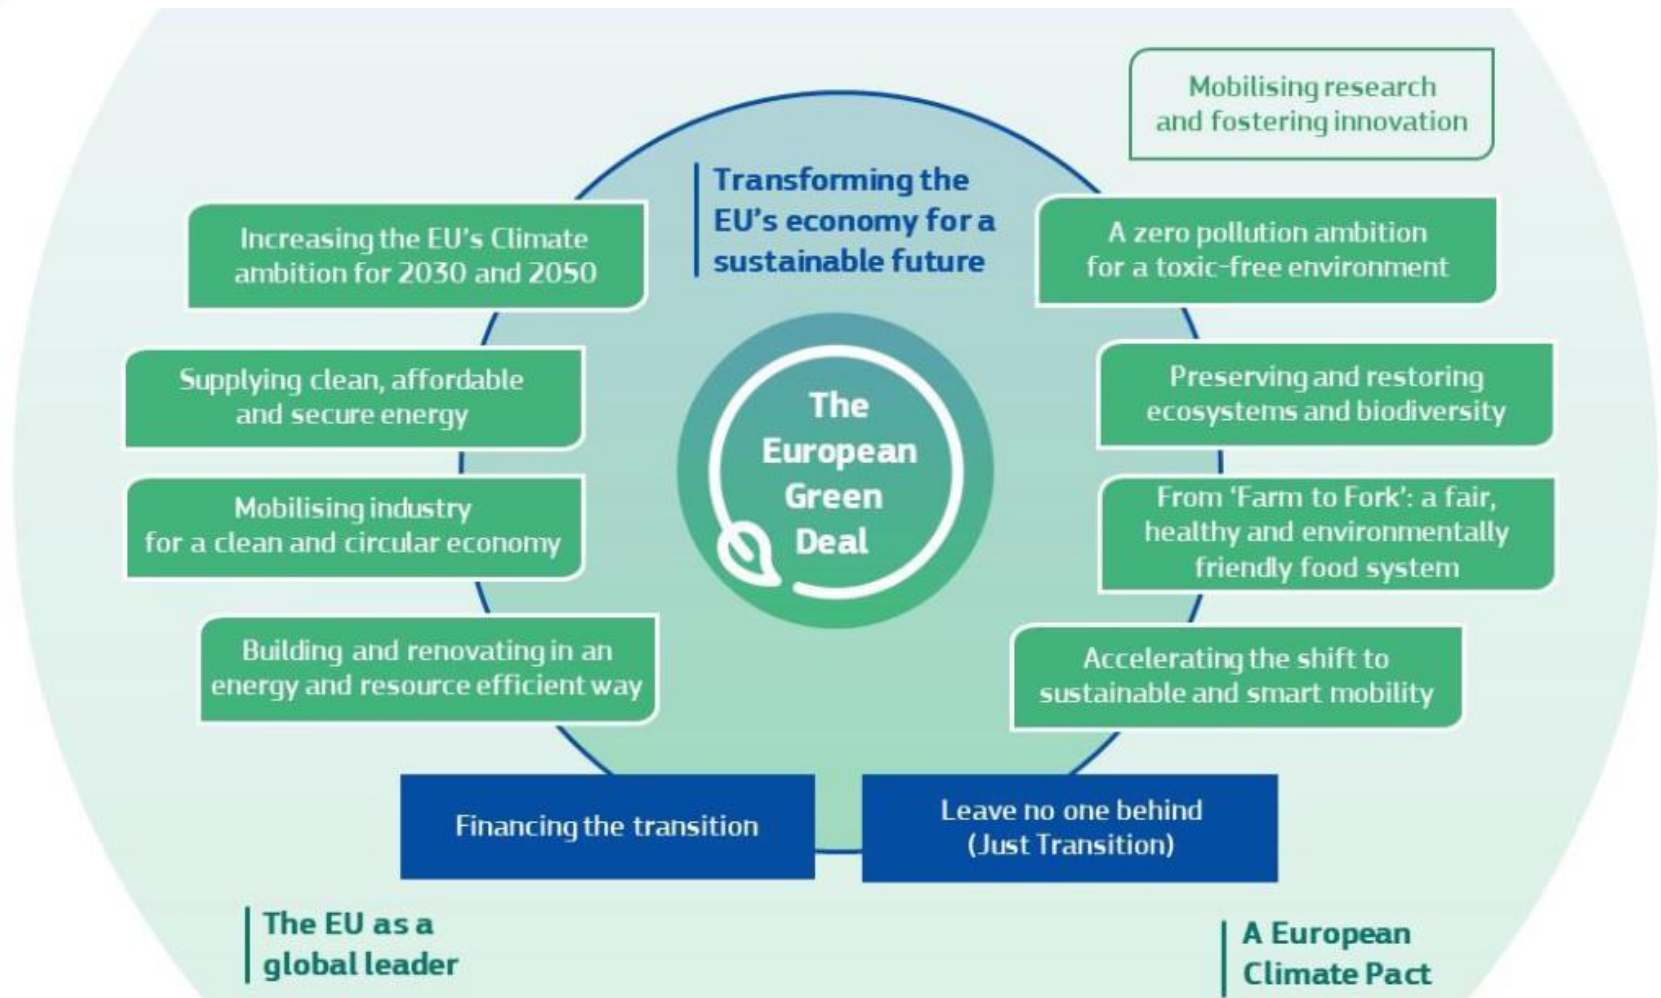 Mobilising research
and fostering innovation
Transforming the
EU's economy for a
sustainable future
Increasing the EU's Climate
ambition for 2030 and 2050
A zero pollution ambition
for a toxic-free environment
Supplying clean, affordable
and secure energy
Preserving and restoring
ecosystems and biodiversity
The
European
Green
Deal
Mobilising industry
for a clean and circular economy
From ‘Farm to Fork’: a fair,
healthy and environmentally
friendly food system
Building and renovating in an
energy and resource efficient way
Accelerating the shift to
sustainable and smart mobility
Financing the transition
Leave no one behind
(Just Transition)
The EU as a
global leader
A European
Climate Pact